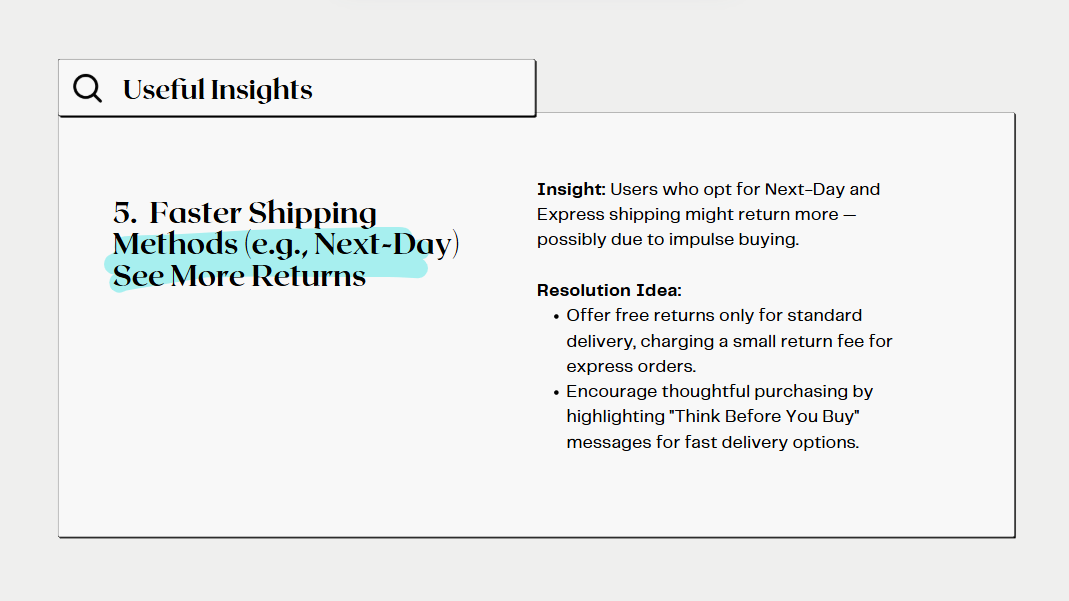 Useful Insights
5. Faster Shipping
Methods (e.g., Next-Day)
See More Returns
Insight: Users who opt for Next-Day and
Express shipping might return more —
possibly due to impulse buying.
Resolution Idea:
• Offer free returns only for standard
delivery, charging a small return fee for
express orders.
• Encourage thoughtful purchasing by
highlighting "Think Before You Buy"
messages for fast delivery options.